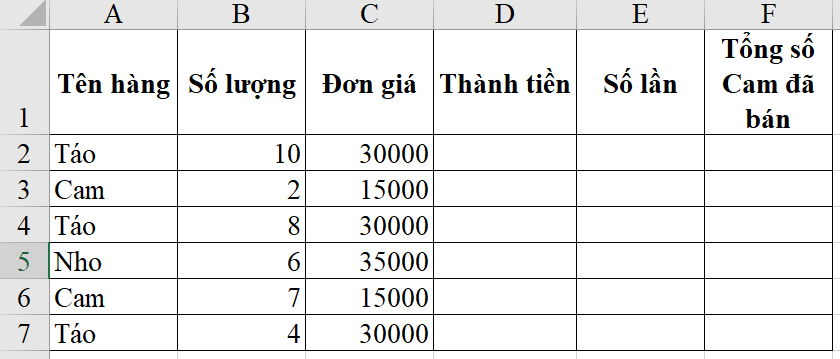 A B C D E F
1 Tên hàng Số lượng Đơn giá Thành tiền Số lần Tổng số
Cam đã
bán
2 Táo 10 30000
3 Cam 2 15000
4 Táo 8 30000
5 Nho 6 35000
6 Cam 7 15000
7 Táo 4 30000